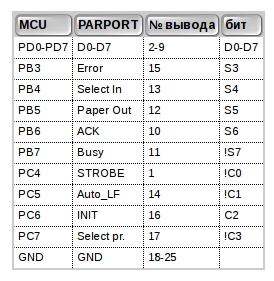 MCU PARPORT № вывода бит
PD0-PD7 D0-D7 2-9 D0-D7
PB3 Error 15 S3
PB4 Select In 13 S4
PB5 Paper Out 12 S5
PB6 ACK 10 S6
PB7 Busy 11 !S7
PC4 STROBE 1 !C0
PC5 Auto_LF 14 !C1
PC6 INIT 16 C2
PC7 Select pr. 17 !C3
GND GND 18-25